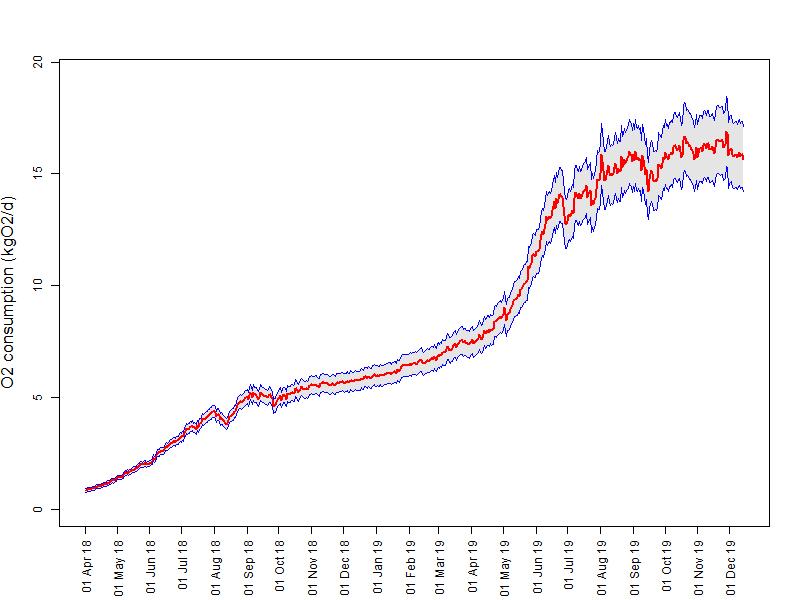 O2 consumption (kgO2/d)
20
15
10
5
0
01 Apr 18
01 May 18
01 Jun 18
01 Jul 18
01 Aug 18
01 Sep 18
01 Oct 18
01 Nov 18
01 Dec 18
01 Jan 19
01 Feb 19
01 Mar 19
01 Apr 19
01 May 19
01 Jun 19
01 Jul 19
01 Aug 19
01 Sep 19
01 Oct 19
01 Nov 19
01 Dec 19